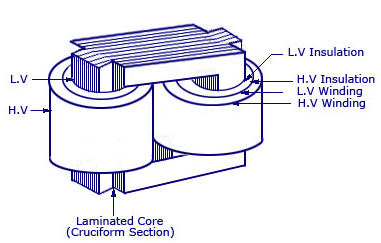 L.V Insulation
L.V
H.V Insulation
L.V Winding
H.V
H.V Winding
Laminated Core
(Cruciform Section)